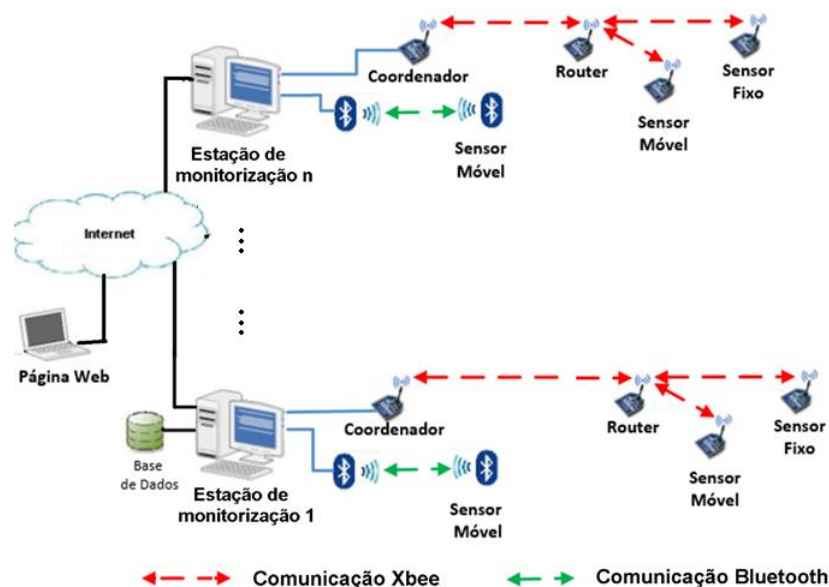 Coordenador
Router
Sensor
Fixo
Sensor
Móvel
Estação de
monitorização n
Sensor
Móvel
Internet
Página Web
Coordenador
Router
Sensor
Fixo
Sensor
Móvel
Base
de Dados
Estação de
monitorização 1
Sensor
Móvel
Comunicação Xbee
Comunicação Bluetooth